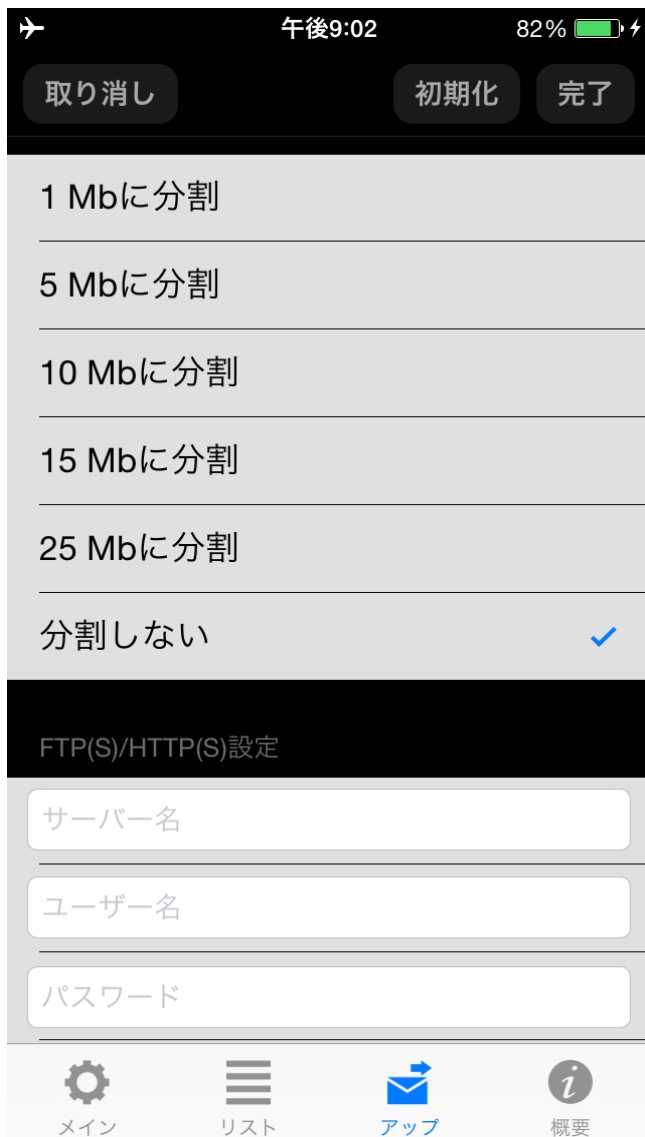 午後9:02 82%
取り消し 初期化 完了
1 Mbに分割
5 Mbに分割
10 Mbに分割
15 Mbに分割
25 Mbに分割
分割しない
FTP(S)/HTTP(S)設定
サーバー名
ユーザー名
パスワード
メイン リスト アップ 概要